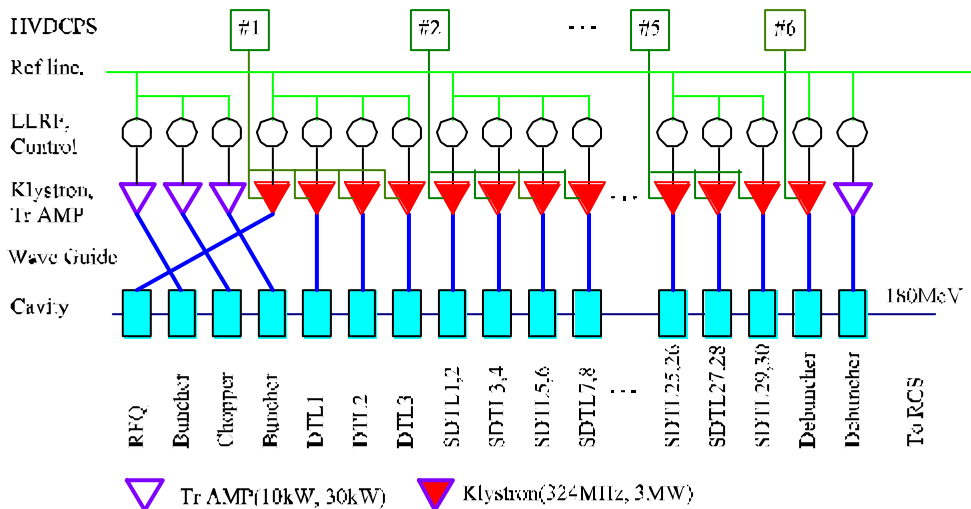 HVDCPS #1 #2 ... #5 #6
Ref line.
LLRF,
Control
Klystron,
Tr AMP
...
Wave Guide
Cavity
180MeV
RFQ
Buncher
Chopper
Buncher
DTL1
DTL2
DTL3
SDTL1,2
SDTL3,4
SDTL5,6
SDTL7,8
...
SDTL25,26
SDTL27,28
SDTL29,30
Debuncher
Debuncher
To RCS
Tr AMP(10kW, 30kW)
Klystron(324MHz, 3MW)